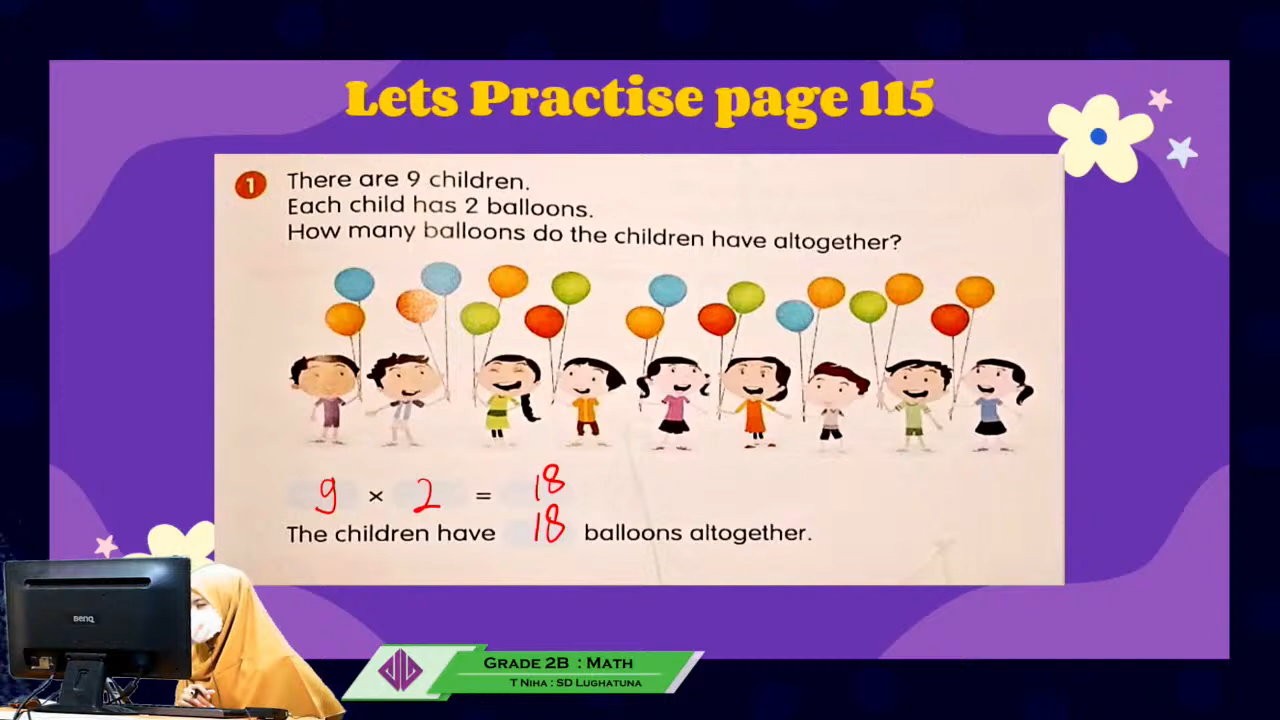 Lets Practise page 115
1 There are 9 children.
Each child has 2 balloons.
How many balloons do the children have altogether?
9 × 2 = 18
The children have 18 balloons altogether.
BENQ
GRADE 2B : MATH
T NIHA : SD LUGHATUNA